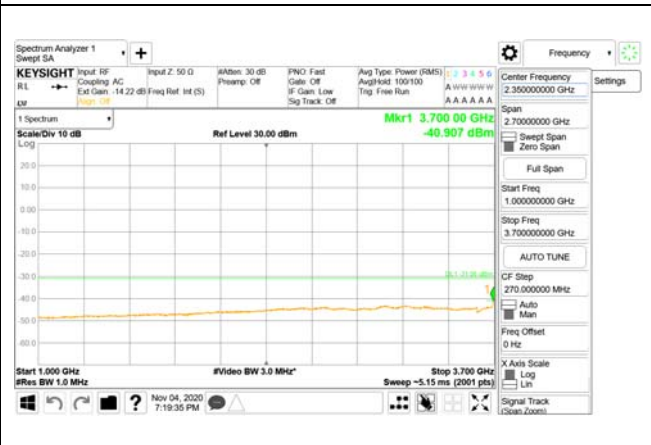 Spectrum Analyzer 1
Swept SA
Frequency
KEYSIGHT
RL
Input: RF
Coupling: AC
Ext Gain: -14.22 dB
Align: Off
Input Z: 50 Ω
Freq Ref: Int (S)
#Atten: 30 dB
Preamp: Off
PNO: Fast
Gate: Off
IF Gain: Low
Sig Track: Off
Avg Type: Power (RMS)
Avg|Hold: 100/100
Trig: Free Run
1 2 3 4 5 6
A W W W W W
A A A A A A
Settings
1 Spectrum
Scale/Div 10 dB
Ref Level 30.00 dBm
Mkr1 3.700 00 GHz
-40.907 dBm
Log
20.0
10.0
0.00
-10.0
-20.0
-30.0
-40.0
-50.0
-60.0
1
Start 1.000 GHz
#Res BW 1.0 MHz
#Video BW 3.0 MHz*
Stop 3.700 GHz
Sweep ~5.15 ms (2001 pts)
Center Frequency
2.350000000 GHz
Span
2.70000000 GHz
Swept Span
Zero Span
Full Span
Start Freq
1.000000000 GHz
Stop Freq
3.700000000 GHz
AUTO TUNE
CF Step
270.000000 MHz
Auto
Man
Freq Offset
0 Hz
X Axis Scale
Log
Lin
Signal Track
(Span Zoom)
Nov 04, 2020
7:19:35 PM